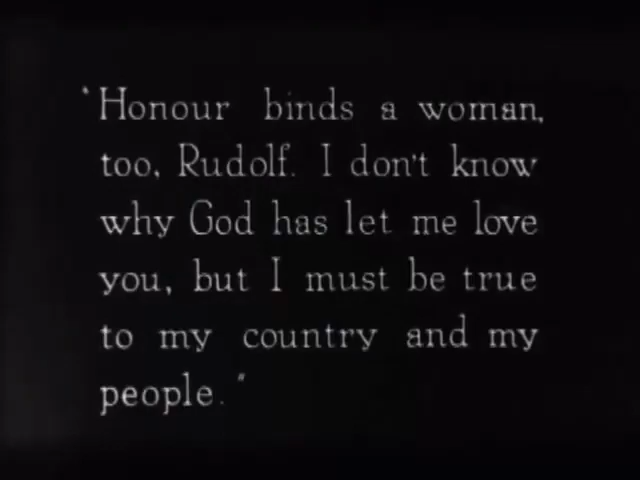 "Honour binds a woman,
too, Rudolf. I don't know
why God has let me love
you, but I must be true
to my country and my
people."